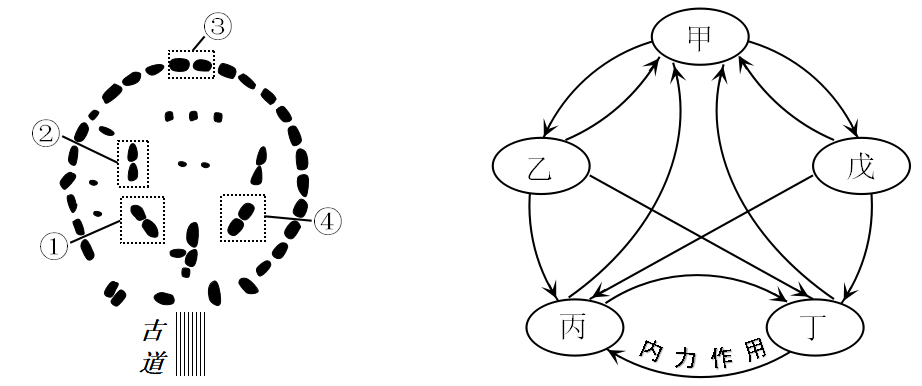 ③
②
①
④
古
道
甲
乙
戊
丙
丁
内力作用